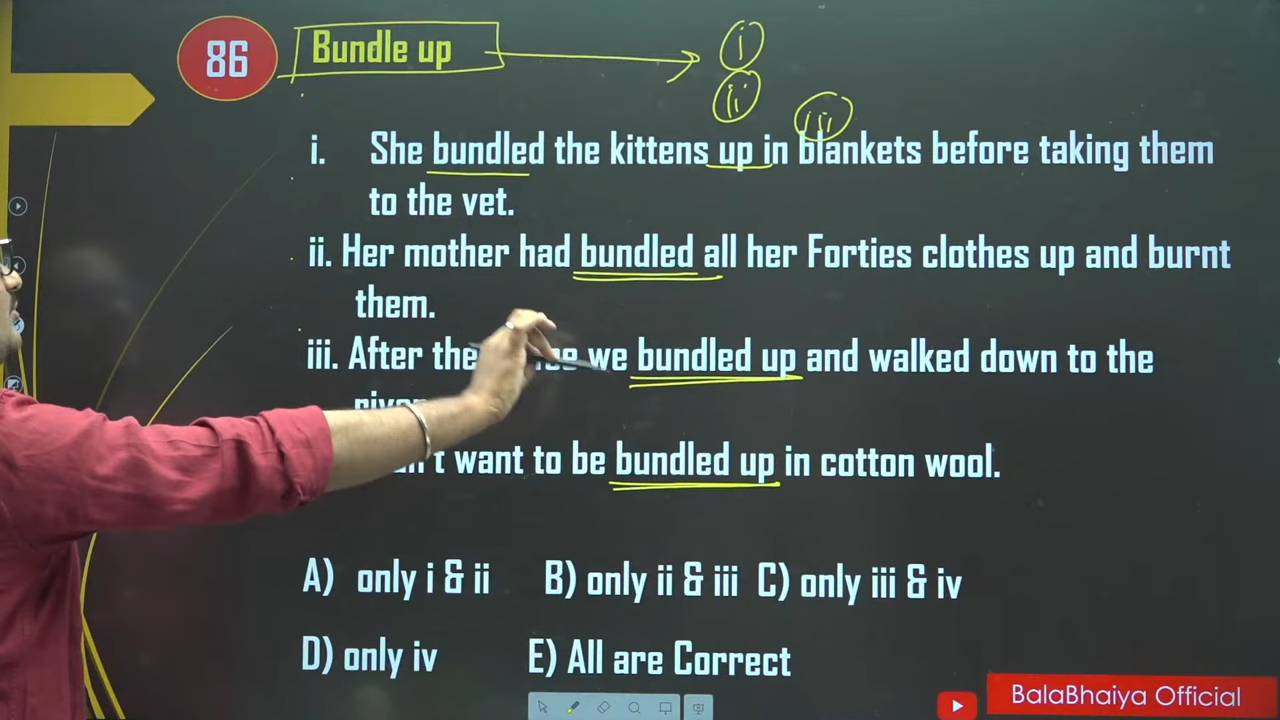 86 Bundle up i
ii
iii
i. She bundled the kittens up in blankets before taking them
to the vet.
ii. Her mother had bundled all her Forties clothes up and burnt
them.
iii. After the we bundled up and walked down to the
want to be bundled up in cotton wool.
A) only i & ii B) only ii & iii C) only iii & iv
D) only iv E) All are Correct
BalaBhaiya Official